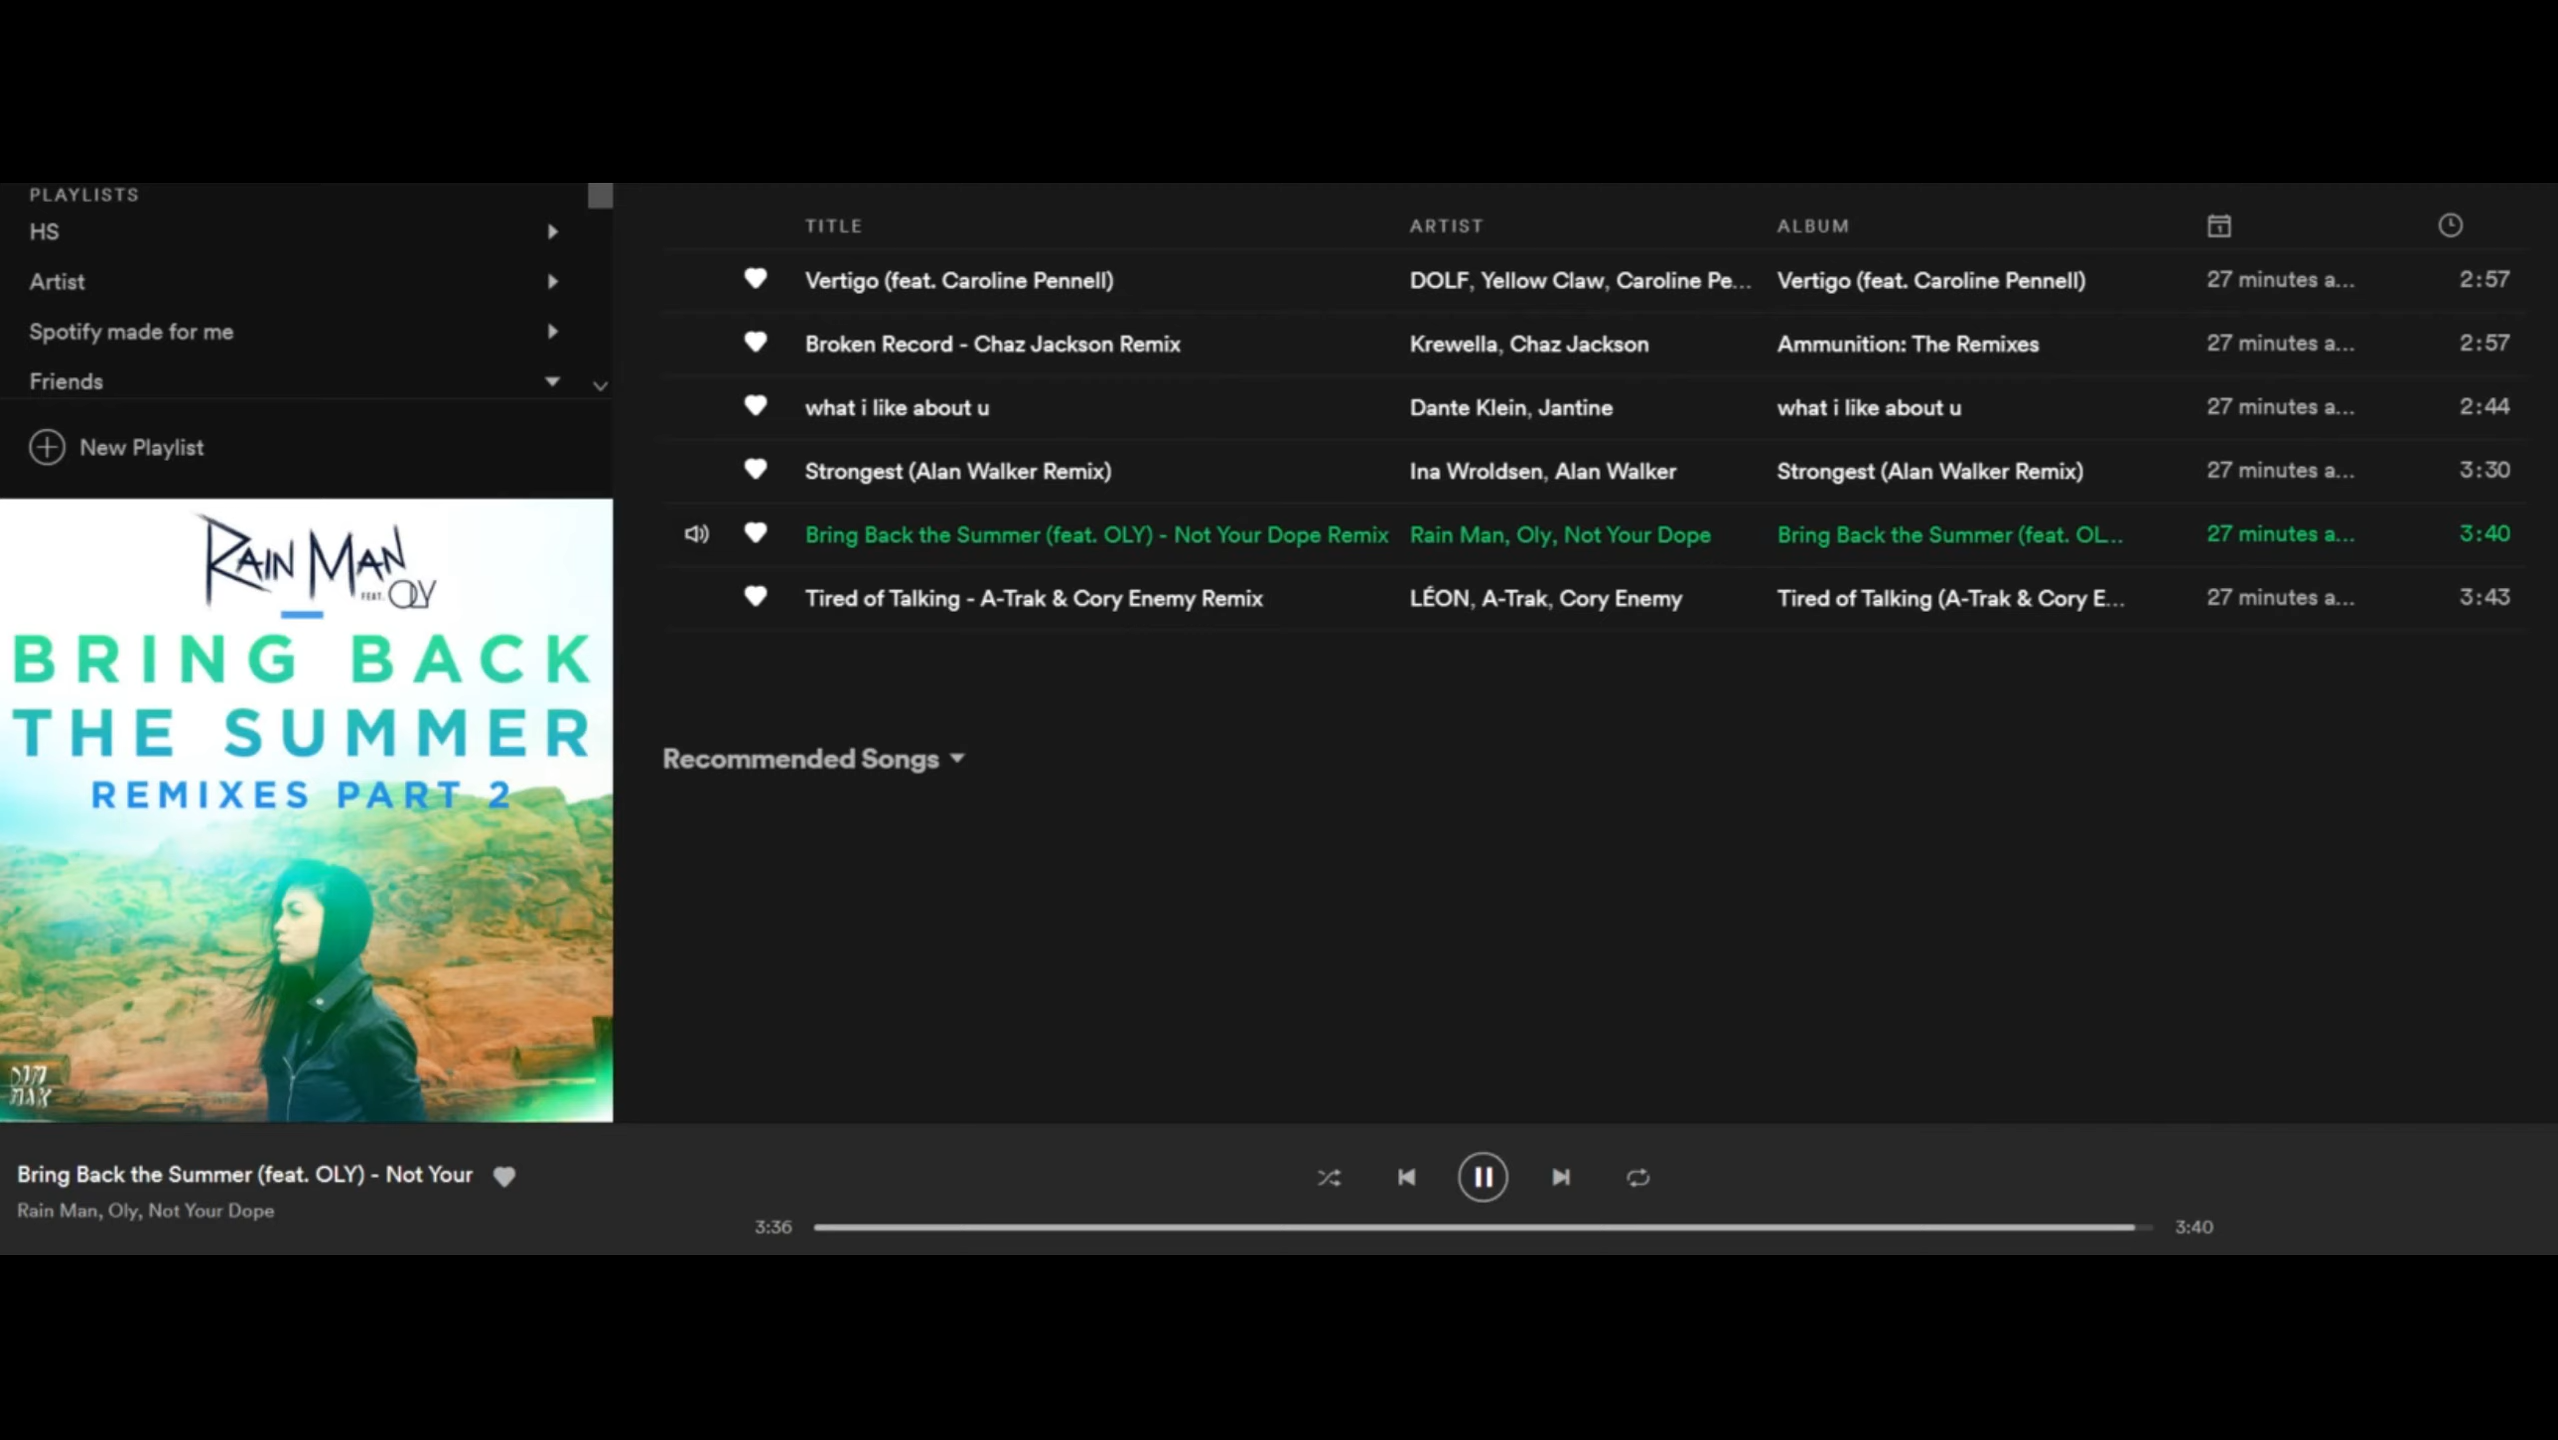 PLAYLISTS
HS
Artist
Spotify made for me
Friends
New Playlist
RAIN MAN
FEAT. OLY
BRING BACK
THE SUMMER
REMIXES PART 2
DIM
MAK
TITLE ARTIST ALBUM
Vertigo (feat. Caroline Pennell) DOLF, Yellow Claw, Caroline Pe... Vertigo (feat. Caroline Pennell) 27 minutes a... 2:57
Broken Record - Chaz Jackson Remix Krewella, Chaz Jackson Ammunition: The Remixes 27 minutes a... 2:57
what i like about u Dante Klein, Jantine what i like about u 27 minutes a... 2:44
Strongest (Alan Walker Remix) Ina Wroldsen, Alan Walker Strongest (Alan Walker Remix) 27 minutes a... 3:30
Bring Back the Summer (feat. OLY) - Not Your Dope Remix Rain Man, Oly, Not Your Dope Bring Back the Summer (feat. OL... 27 minutes a... 3:40
Tired of Talking - A-Trak & Cory Enemy Remix LÉON, A-Trak, Cory Enemy Tired of Talking (A-Trak & Cory E... 27 minutes a... 3:43
Recommended Songs
Bring Back the Summer (feat. OLY) - Not Your
Rain Man, Oly, Not Your Dope
3:36 3:40